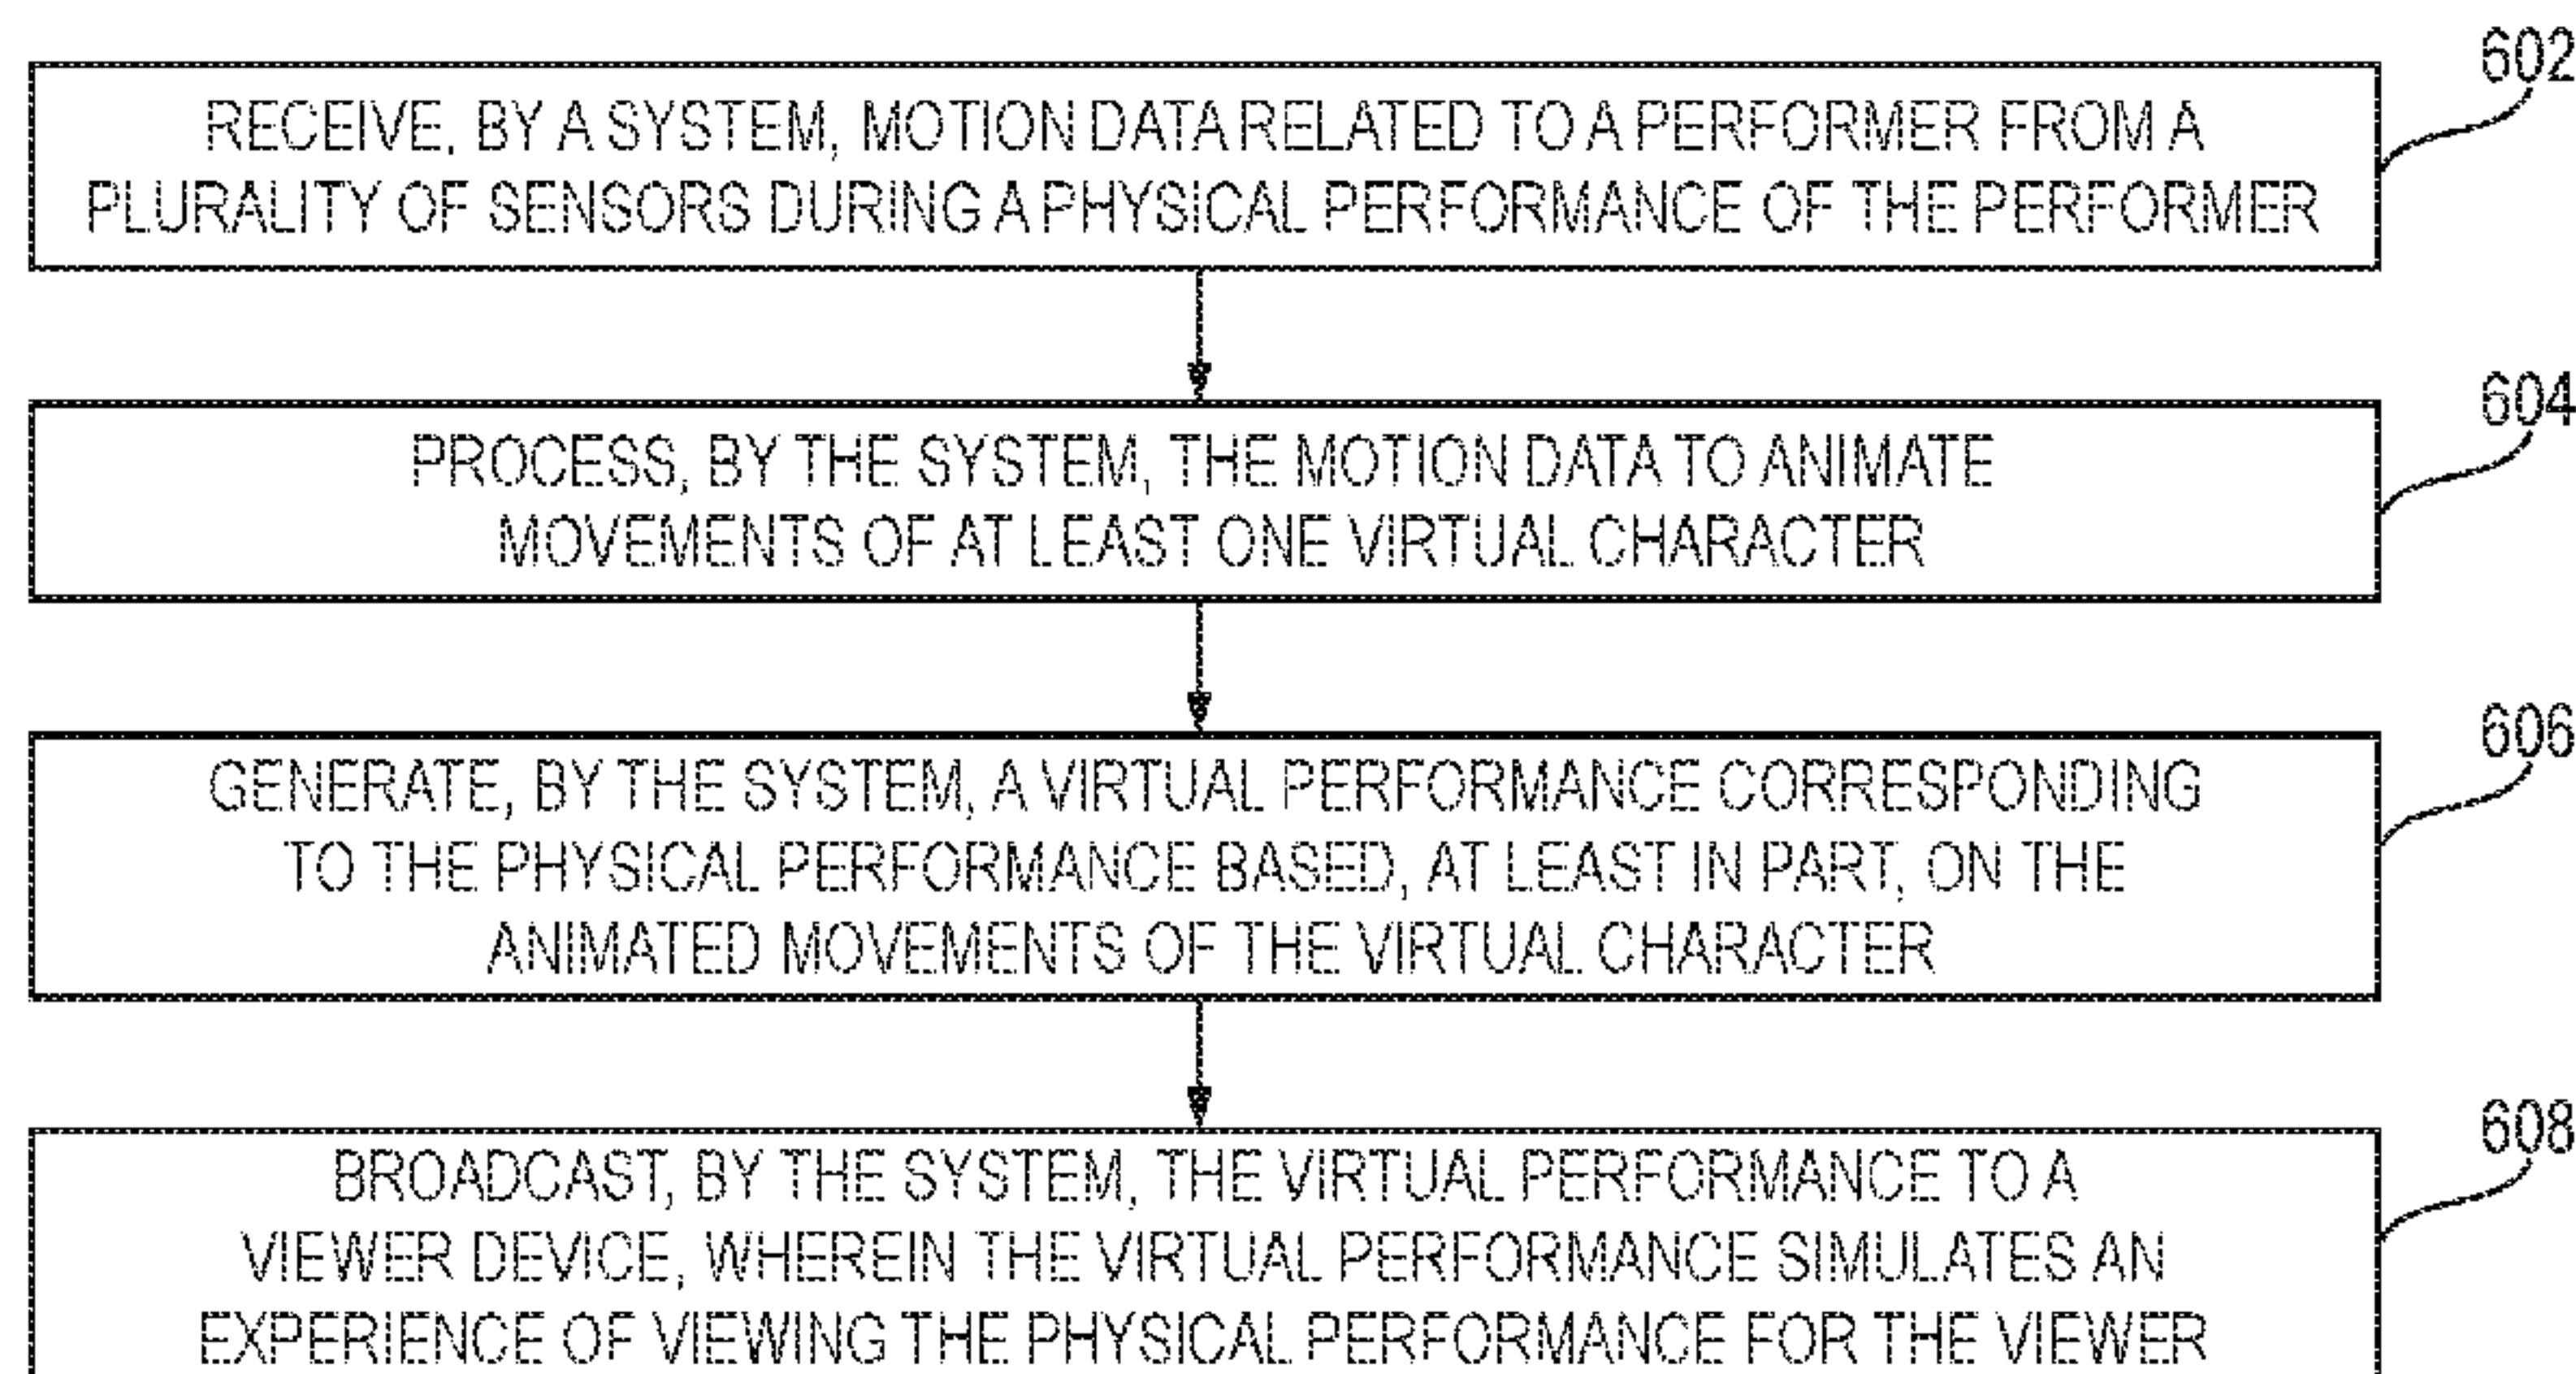 602
RECEIVE, BY A SYSTEM, MOTION DATA RELATED TO A PERFORMER FROM A
PLURALITY OF SENSORS DURING A PHYSICAL PERFORMANCE OF THE PERFORMER
604
PROCESS, BY THE SYSTEM, THE MOTION DATA TO ANIMATE
MOVEMENTS OF AT LEAST ONE VIRTUAL CHARACTER
606
GENERATE, BY THE SYSTEM, A VIRTUAL PERFORMANCE CORRESPONDING
TO THE PHYSICAL PERFORMANCE BASED, AT LEAST IN PART, ON THE
ANIMATED MOVEMENTS OF THE VIRTUAL CHARACTER
608
BROADCAST, BY THE SYSTEM, THE VIRTUAL PERFORMANCE TO A
VIEWER DEVICE, WHEREIN THE VIRTUAL PERFORMANCE SIMULATES AN
EXPERIENCE OF VIEWING THE PHYSICAL PERFORMANCE FOR THE VIEWER